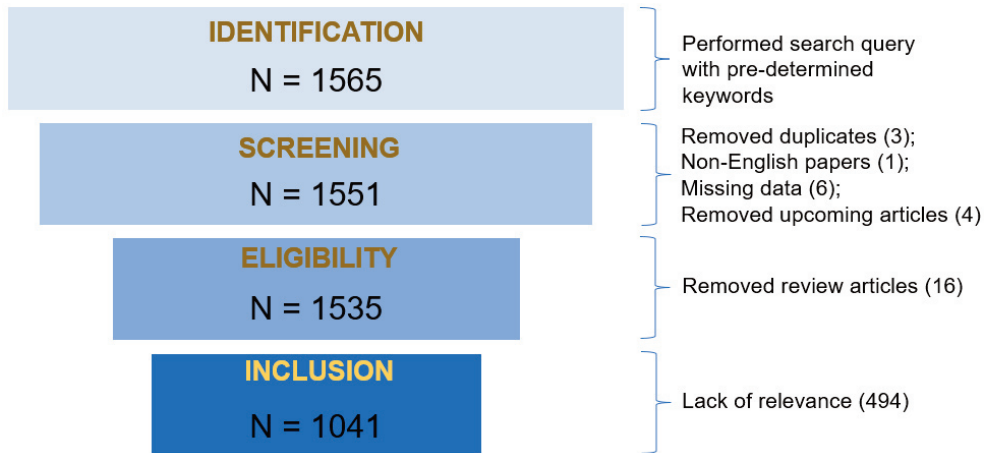 IDENTIFICATION
N = 1565
Performed search query
with pre-determined
keywords
SCREENING
N = 1551
Removed duplicates (3);
Non-English papers (1);
Missing data (6);
Removed upcoming articles (4)
ELIGIBILITY
N = 1535
Removed review articles (16)
INCLUSION
N = 1041
Lack of relevance (494)